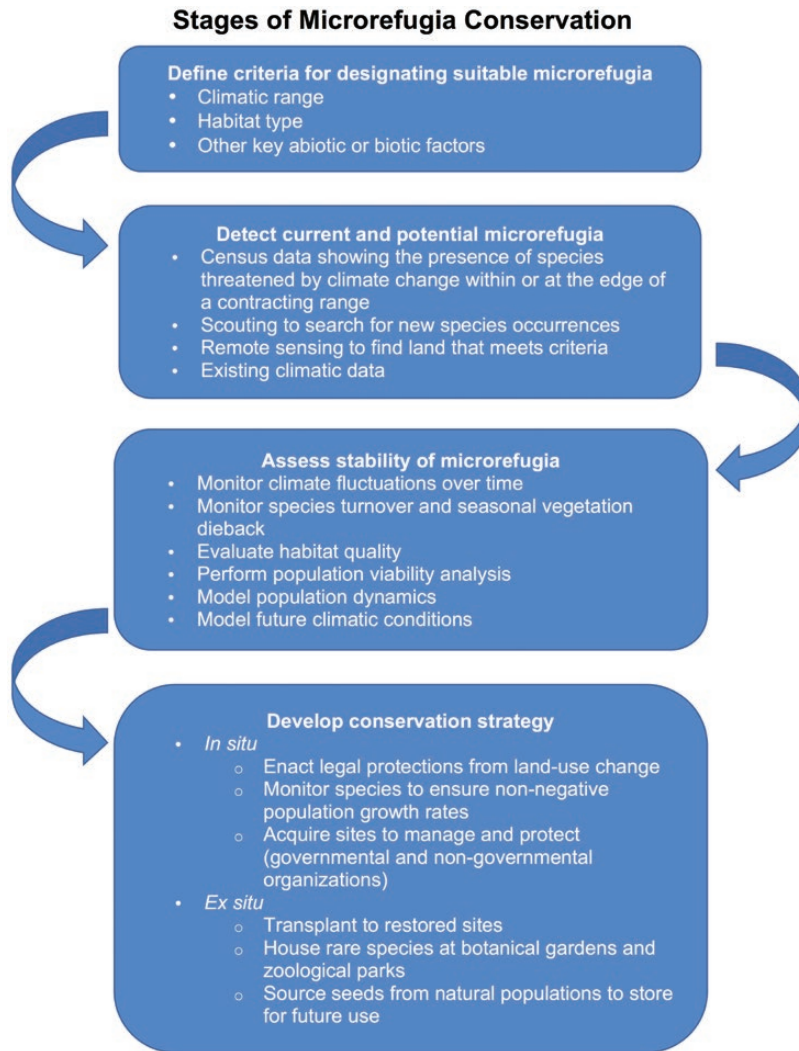 Stages of Microrefugia Conservation
Define criteria for designating suitable microrefugia
• Climatic range
• Habitat type
• Other key abiotic or biotic factors
Detect current and potential microrefugia
• Census data showing the presence of species
threatened by climate change within or at the edge of
a contracting range
• Scouting to search for new species occurrences
• Remote sensing to find land that meets criteria
• Existing climatic data
Assess stability of microrefugia
• Monitor climate fluctuations over time
• Monitor species turnover and seasonal vegetation
dieback
• Evaluate habitat quality
• Perform population viability analysis
• Model population dynamics
• Model future climatic conditions
Develop conservation strategy
• In situ
o Enact legal protections from land-use change
o Monitor species to ensure non-negative
population growth rates
o Acquire sites to manage and protect
(governmental and non-governmental
organizations)
• Ex situ
o Transplant to restored sites
o House rare species at botanical gardens and
zoological parks
o Source seeds from natural populations to store
for future use